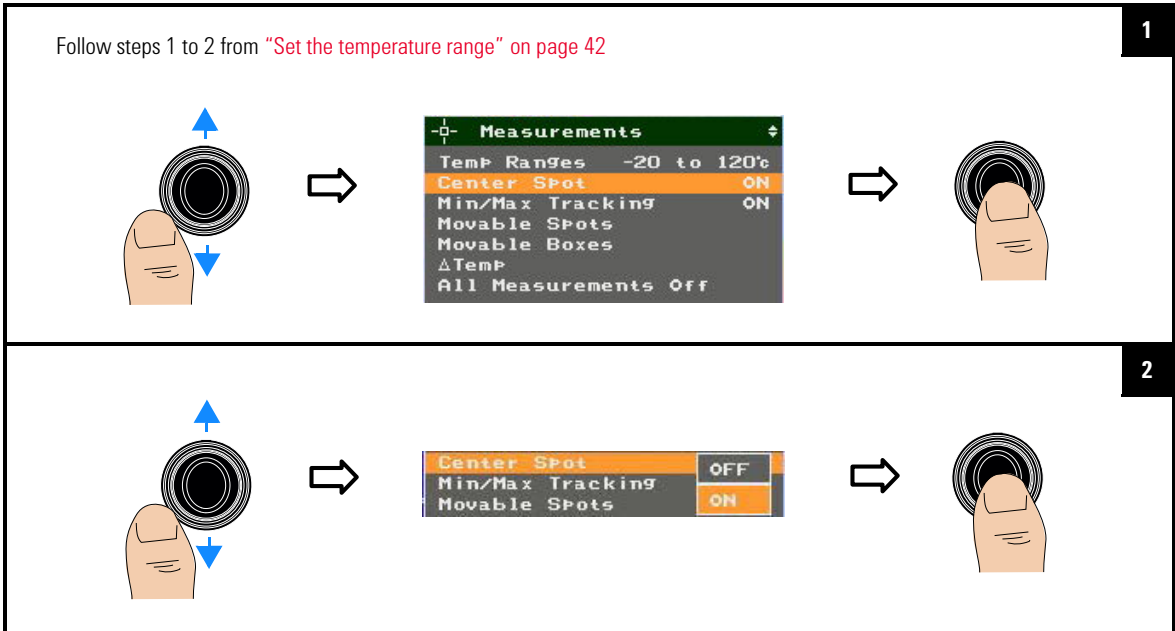 1
Follow steps 1 to 2 from “Set the temperature range” on page 42
Measurements
Temp Ranges -20 to 120°c
Center Spot ON
Min/Max Tracking ON
Movable Spots
Movable Boxes
ΔTemp
All Measurements Off
2
Center Spot OFF
Min/Max Tracking
Movable Spots ON